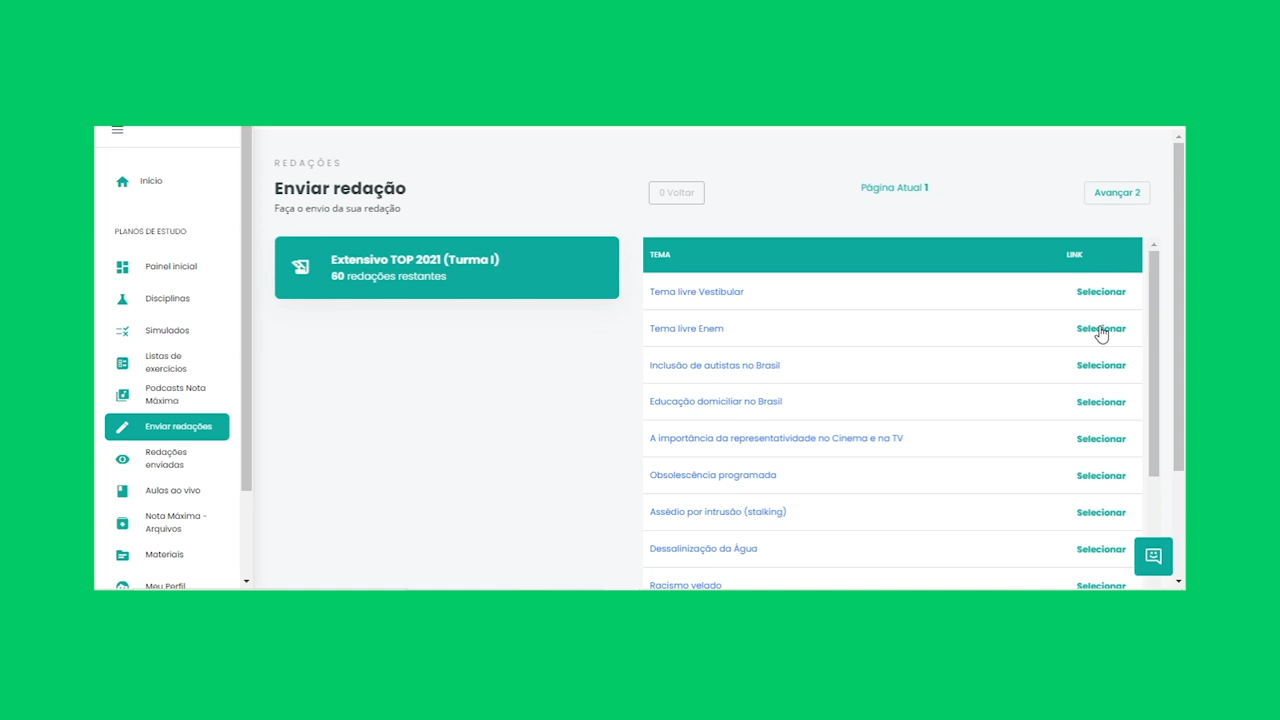 Início
PLANOS DE ESTUDO
Painel inicial
Disciplinas
Simulados
Listas de
exercícios
Podcasts Nota
Máxima
Enviar redações
Redações
enviadas
Aulas ao vivo
Nota Máxima -
Arquivos
Materiais
Meu Perfil
REDAÇÕES
Enviar redação
Faça o envio da sua redação
0 Voltar
Página Atual 1
Avançar 2
Extensivo TOP 2021 (Turma I)
60 redações restantes
TEMA LINK
Tema livre Vestibular Selecionar
Tema livre Enem Selecionar
Inclusão de autistas no Brasil Selecionar
Educação domiciliar no Brasil Selecionar
A importância da representatividade no Cinema e na TV Selecionar
Obsolescência programada Selecionar
Assédio por intrusão (stalking) Selecionar
Dessalinização da Água Selecionar
Racismo velado Selecionar